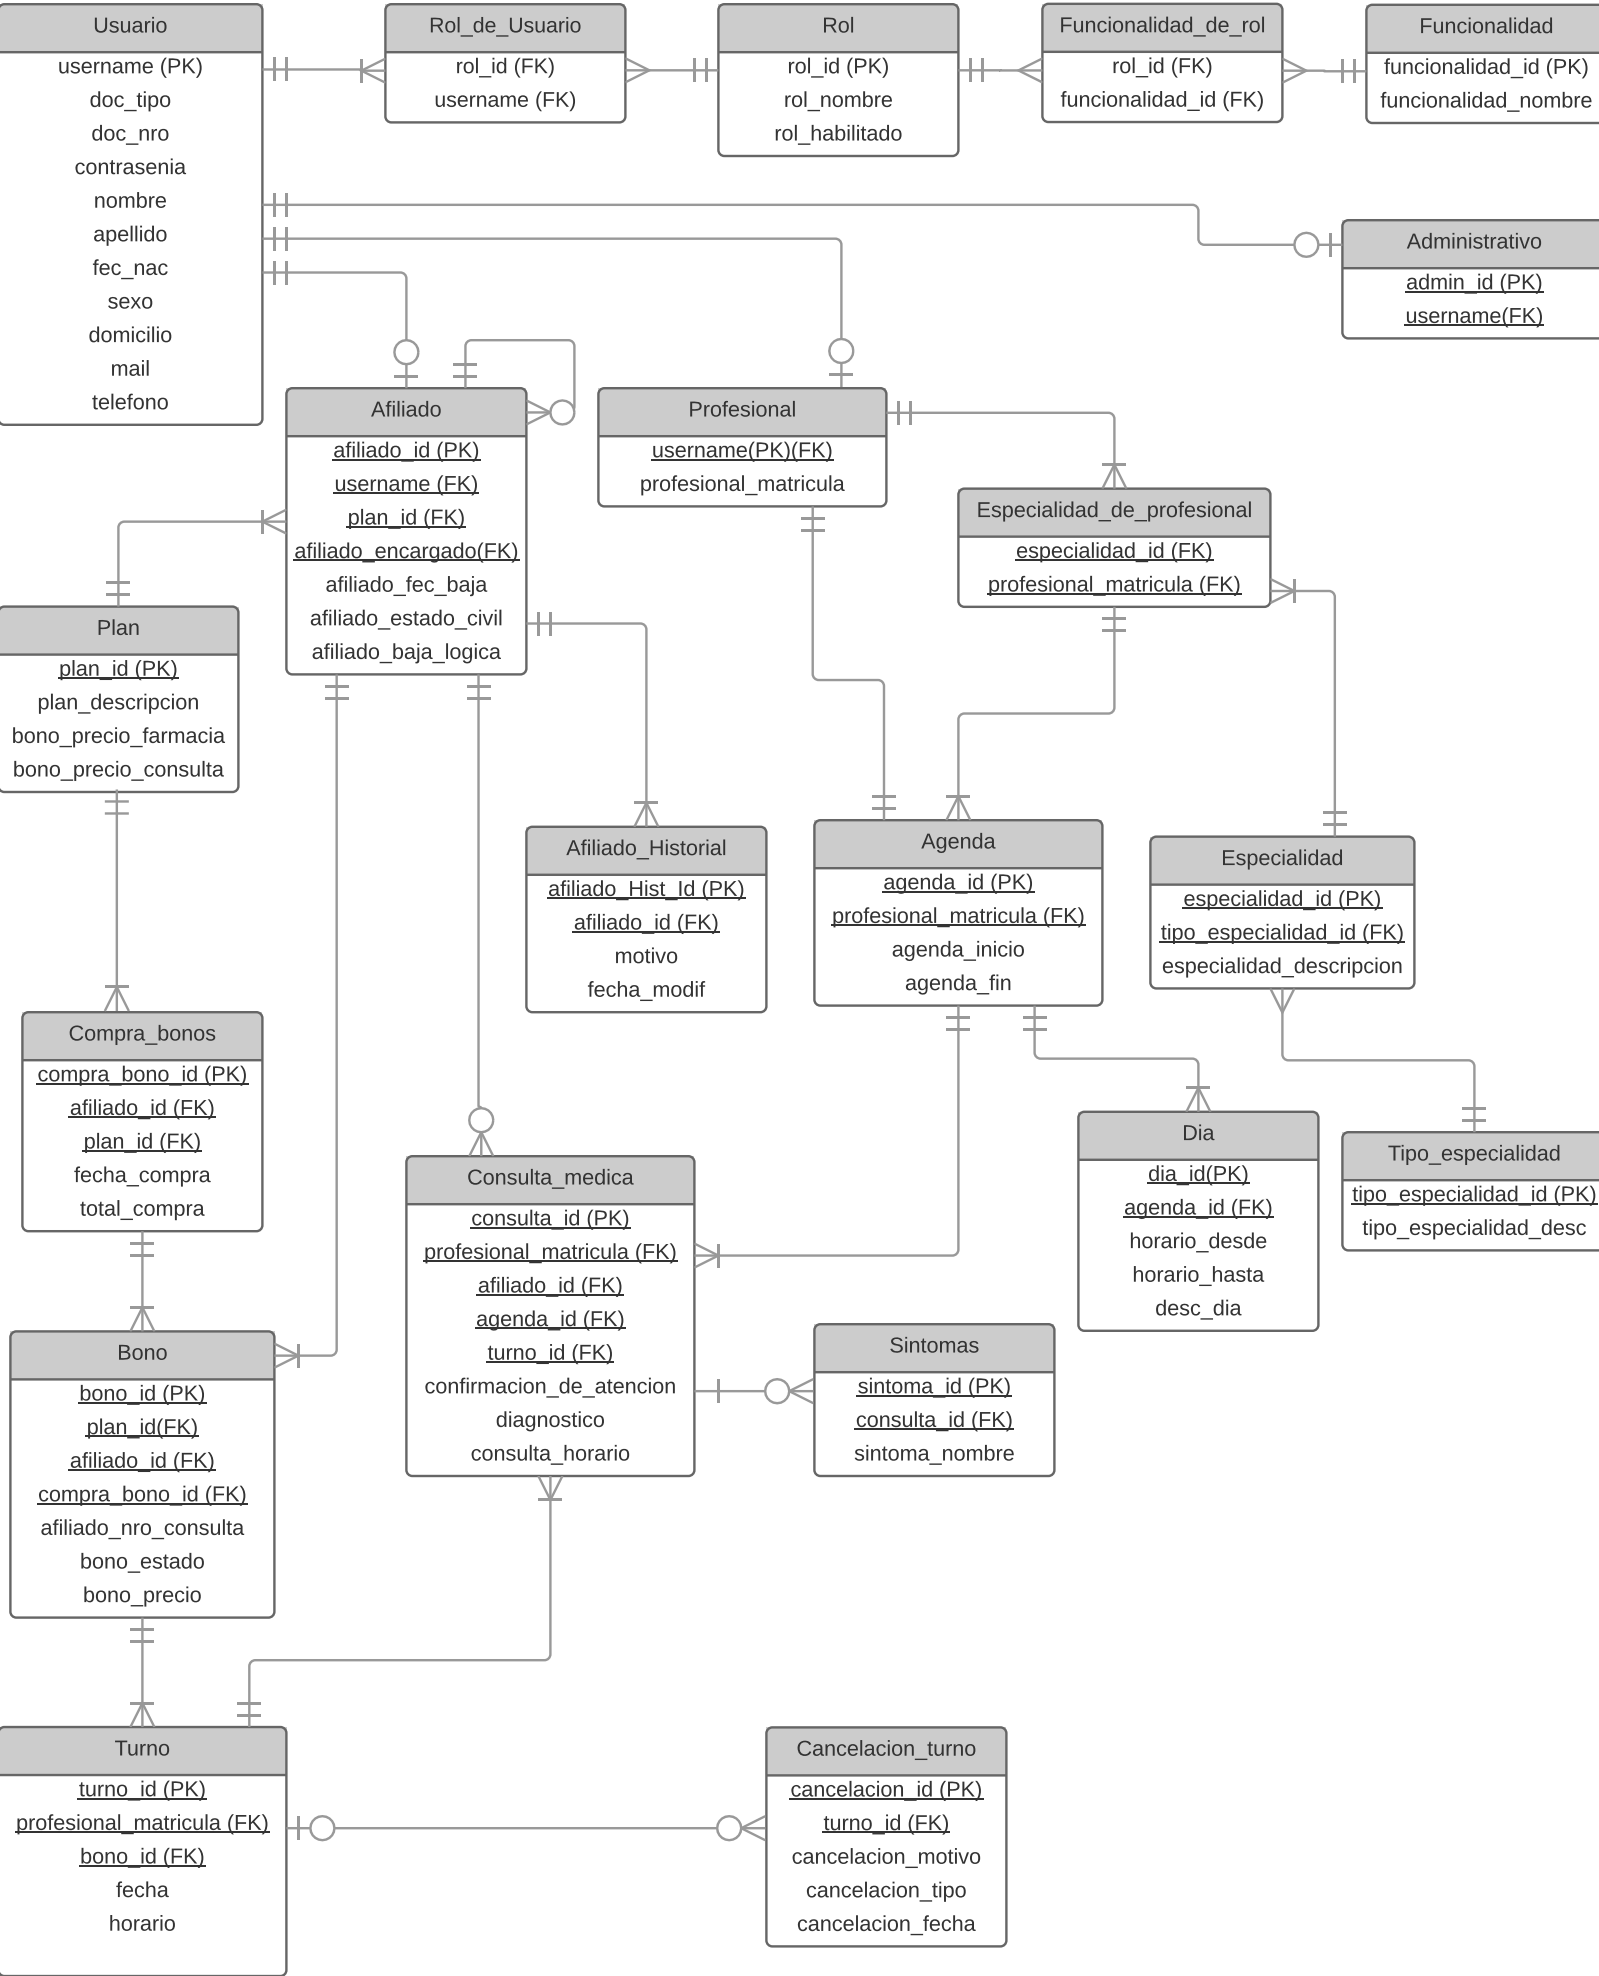 Usuario
username (PK)
doc_tipo
doc_nro
contrasenia
nombre
apellido
fec_nac
sexo
domicilio
mail
telefono
Rol_de_Usuario
rol_id (FK)
username (FK)
Rol
rol_id (PK)
rol_nombre
rol_habilitado
Funcionalidad_de_rol
rol_id (FK)
funcionalidad_id (FK)
Funcionalidad
funcionalidad_id (PK)
funcionalidad_nombre
Administrativo
admin_id (PK)
username(FK)
Afiliado
afiliado_id (PK)
username (FK)
plan_id (FK)
afiliado_encargado(FK)
afiliado_fec_baja
afiliado_estado_civil
afiliado_baja_logica
Profesional
username(PK)(FK)
profesional_matricula
Especialidad_de_profesional
especialidad_id (FK)
profesional_matricula (FK)
Plan
plan_id (PK)
plan_descripcion
bono_precio_farmacia
bono_precio_consulta
Afiliado_Historial
afiliado_Hist_Id (PK)
afiliado_id (FK)
motivo
fecha_modif
Agenda
agenda_id (PK)
profesional_matricula (FK)
agenda_inicio
agenda_fin
Especialidad
especialidad_id (PK)
tipo_especialidad_id (FK)
especialidad_descripcion
Compra_bonos
compra_bono_id (PK)
afiliado_id (FK)
plan_id (FK)
fecha_compra
total_compra
Consulta_medica
consulta_id (PK)
profesional_matricula (FK)
afiliado_id (FK)
agenda_id (FK)
turno_id (FK)
confirmacion_de_atencion
diagnostico
consulta_horario
Dia
dia_id(PK)
agenda_id (FK)
horario_desde
horario_hasta
desc_dia
Tipo_especialidad
tipo_especialidad_id (PK)
tipo_especialidad_desc
Bono
bono_id (PK)
plan_id(FK)
afiliado_id (FK)
compra_bono_id (FK)
afiliado_nro_consulta
bono_estado
bono_precio
Sintomas
sintoma_id (PK)
consulta_id (FK)
sintoma_nombre
Turno
turno_id (PK)
profesional_matricula (FK)
bono_id (FK)
fecha
horario
Cancelacion_turno
cancelacion_id (PK)
turno_id (FK)
cancelacion_motivo
cancelacion_tipo
cancelacion_fecha